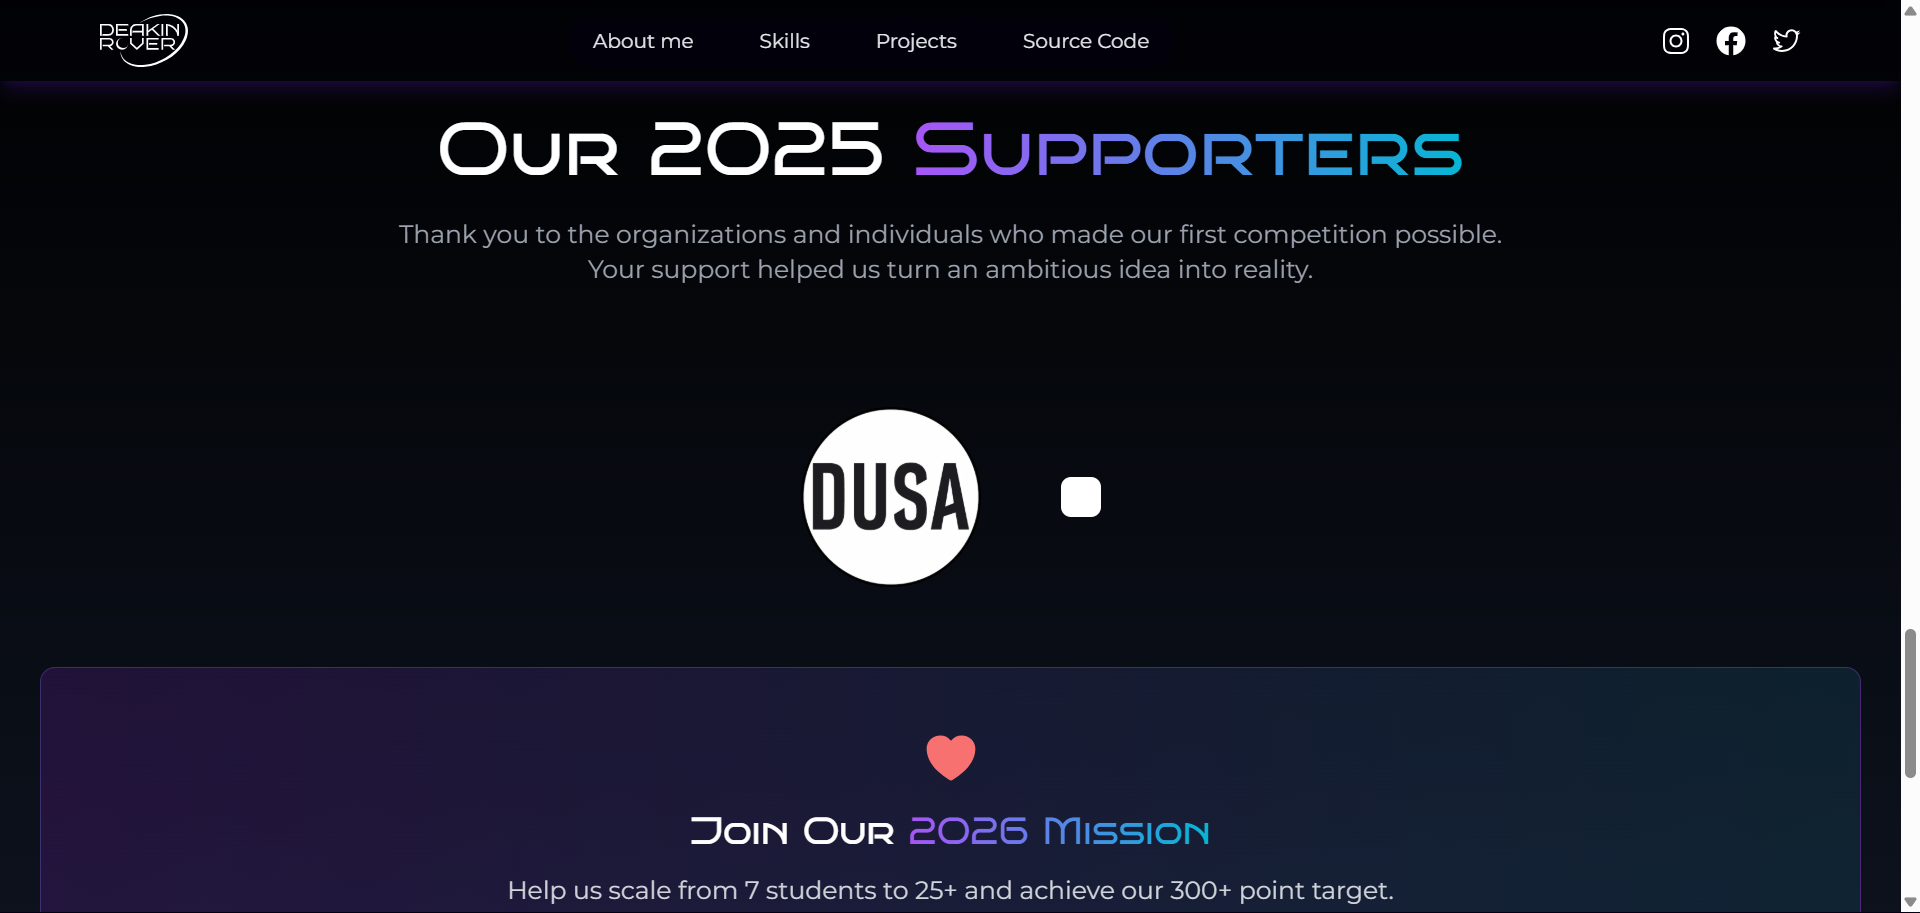 DEAKIN
ROVER
About me
Skills
Projects
Source Code
Our 2025 Supporters
Thank you to the organizations and individuals who made our first competition possible.
Your support helped us turn an ambitious idea into reality.
DUSA
Join Our 2026 Mission
Help us scale from 7 students to 25+ and achieve our 300+ point target.